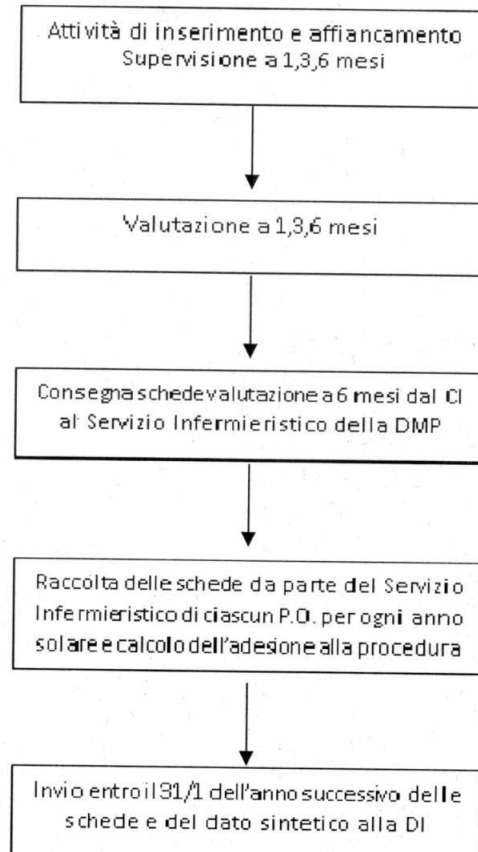 Attività di inserimento e affiancamento
Supervisione a 1,3,6 mesi
Valutazione a 1,3,6 mesi
Consegna schede valutazione a 6 mesi dal CI
al Servizio Infermieristico della DMP
Raccolta delle schede da parte del Servizio
Infermieristico di ciascun P.O. per ogni anno
solare e calcolo dell'adesione alla procedura
Invio entro il 31/1 dell'anno successivo delle
schede e del dato sintetico alla DI